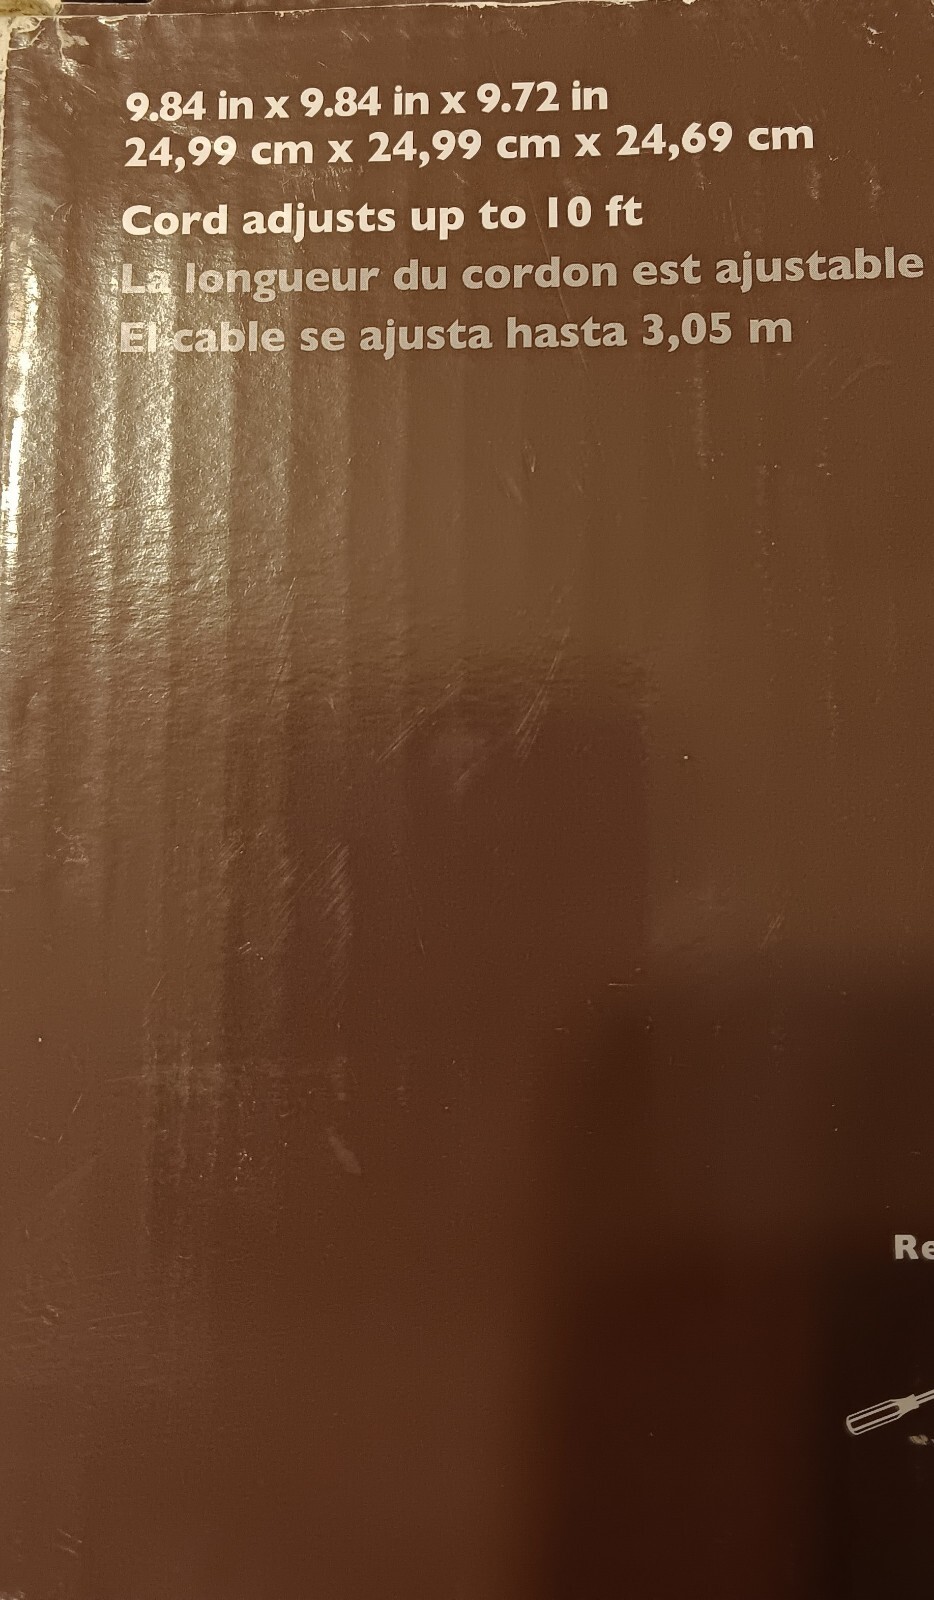 9.84 in x 9.84 in x 9.72 in
24,99 cm x 24,99 cm x 24,69 cm
Cord adjusts up to 10 ft
La longueur du cordon est ajustable
El cable se ajusta hasta 3,05 m
Re